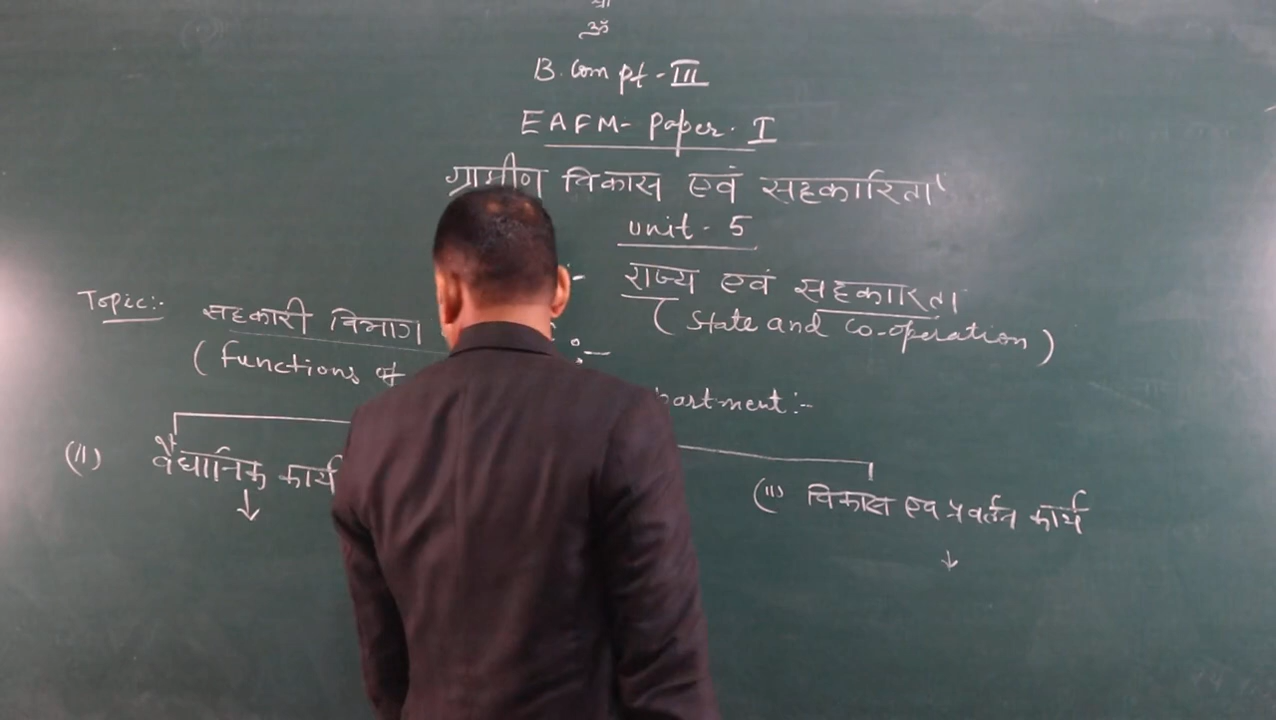 श्री
ॐ
B. Com pt - III
EAFM - Paper - I
ग्रामीण विकास एवं सहकारिता
Unit - 5
:- राज्य एवं सहकारिता
(State and Co-operation)
Topic:- सहकारी विभाग :-
(Functions of partment:-
(i) वैधानिक कार्य
↓
(ii) विकास एवं प्रवर्तन कार्य
↓